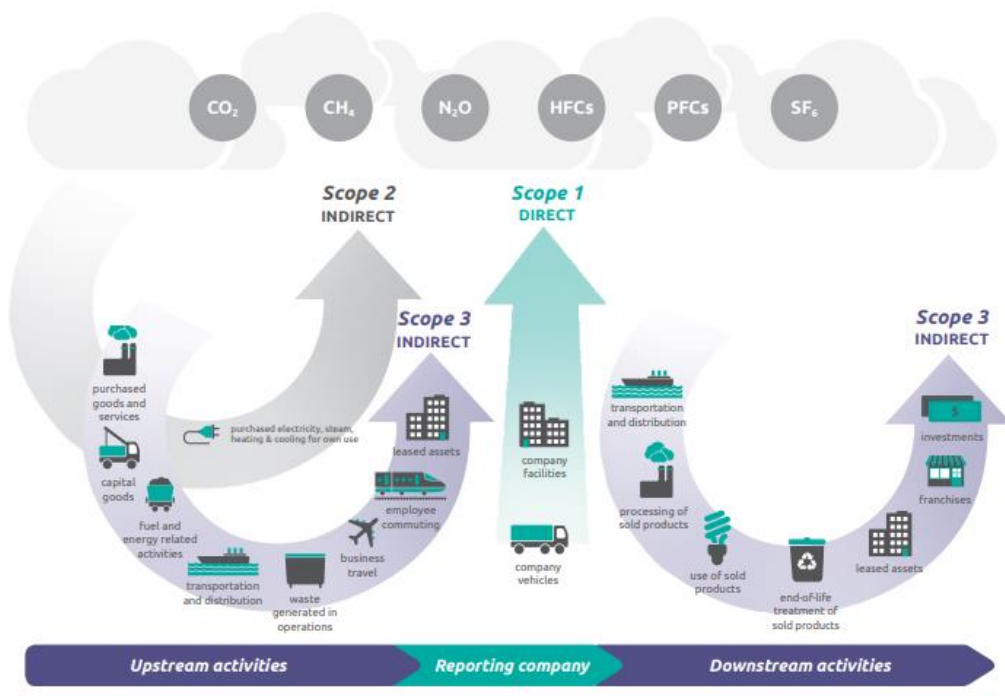 CO₂
CH₄
N₂O
HFCs
PFCs
SF₆
Scope 2
INDIRECT
Scope 1
DIRECT
Scope 3
INDIRECT
Scope 3
INDIRECT
purchased
goods and
services
capital
goods
fuel and
energy related
activities
purchased electricity, steam,
heating & cooling for own use
transportation
and distribution
waste
generated in
operations
business
travel
employee
commuting
leased assets
company
facilities
company
vehicles
transportation
and distribution
processing of
sold products
use of sold
products
end-of-life
treatment of
sold products
leased assets
franchises
$
investments
Upstream activities
Reporting company
Downstream activities